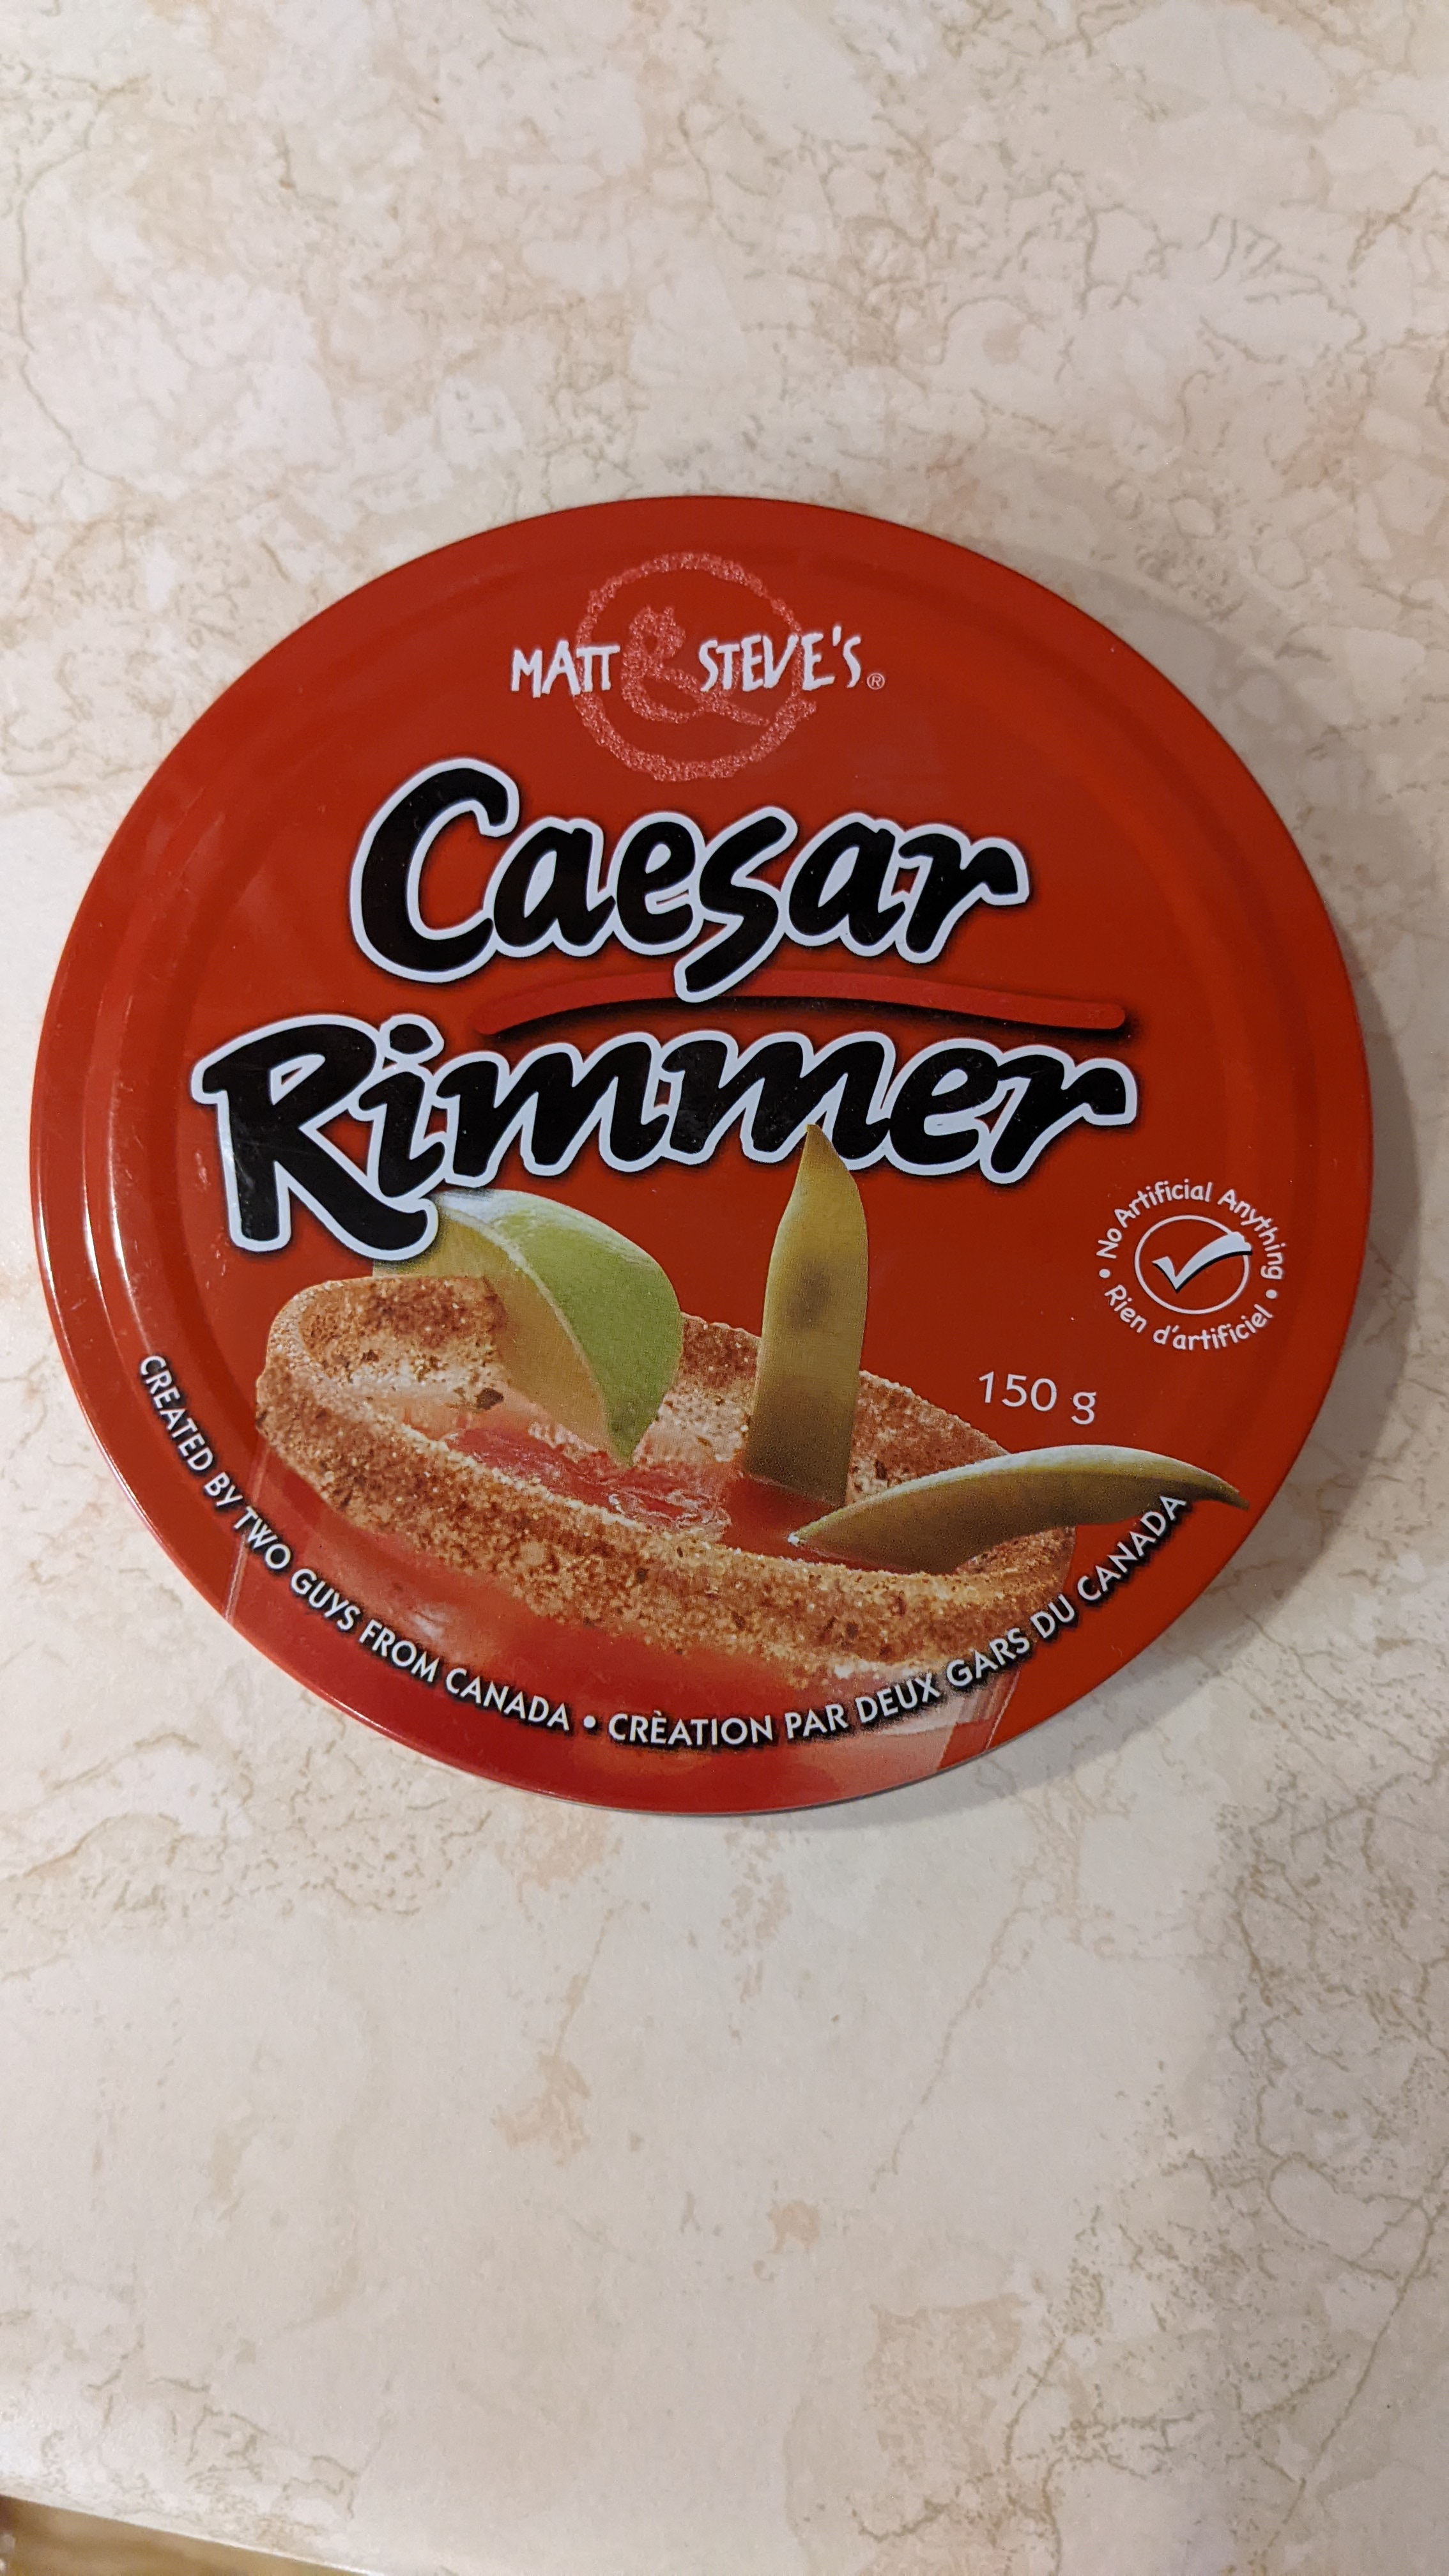 MATT & STEVE'S®
Caesar
Rimmer
• No Artificial Anything •
Rien d'artificiel
150 g
CREATED BY TWO GUYS FROM CANADA • CRÈATION PAR DEUX GARS DU CANADA